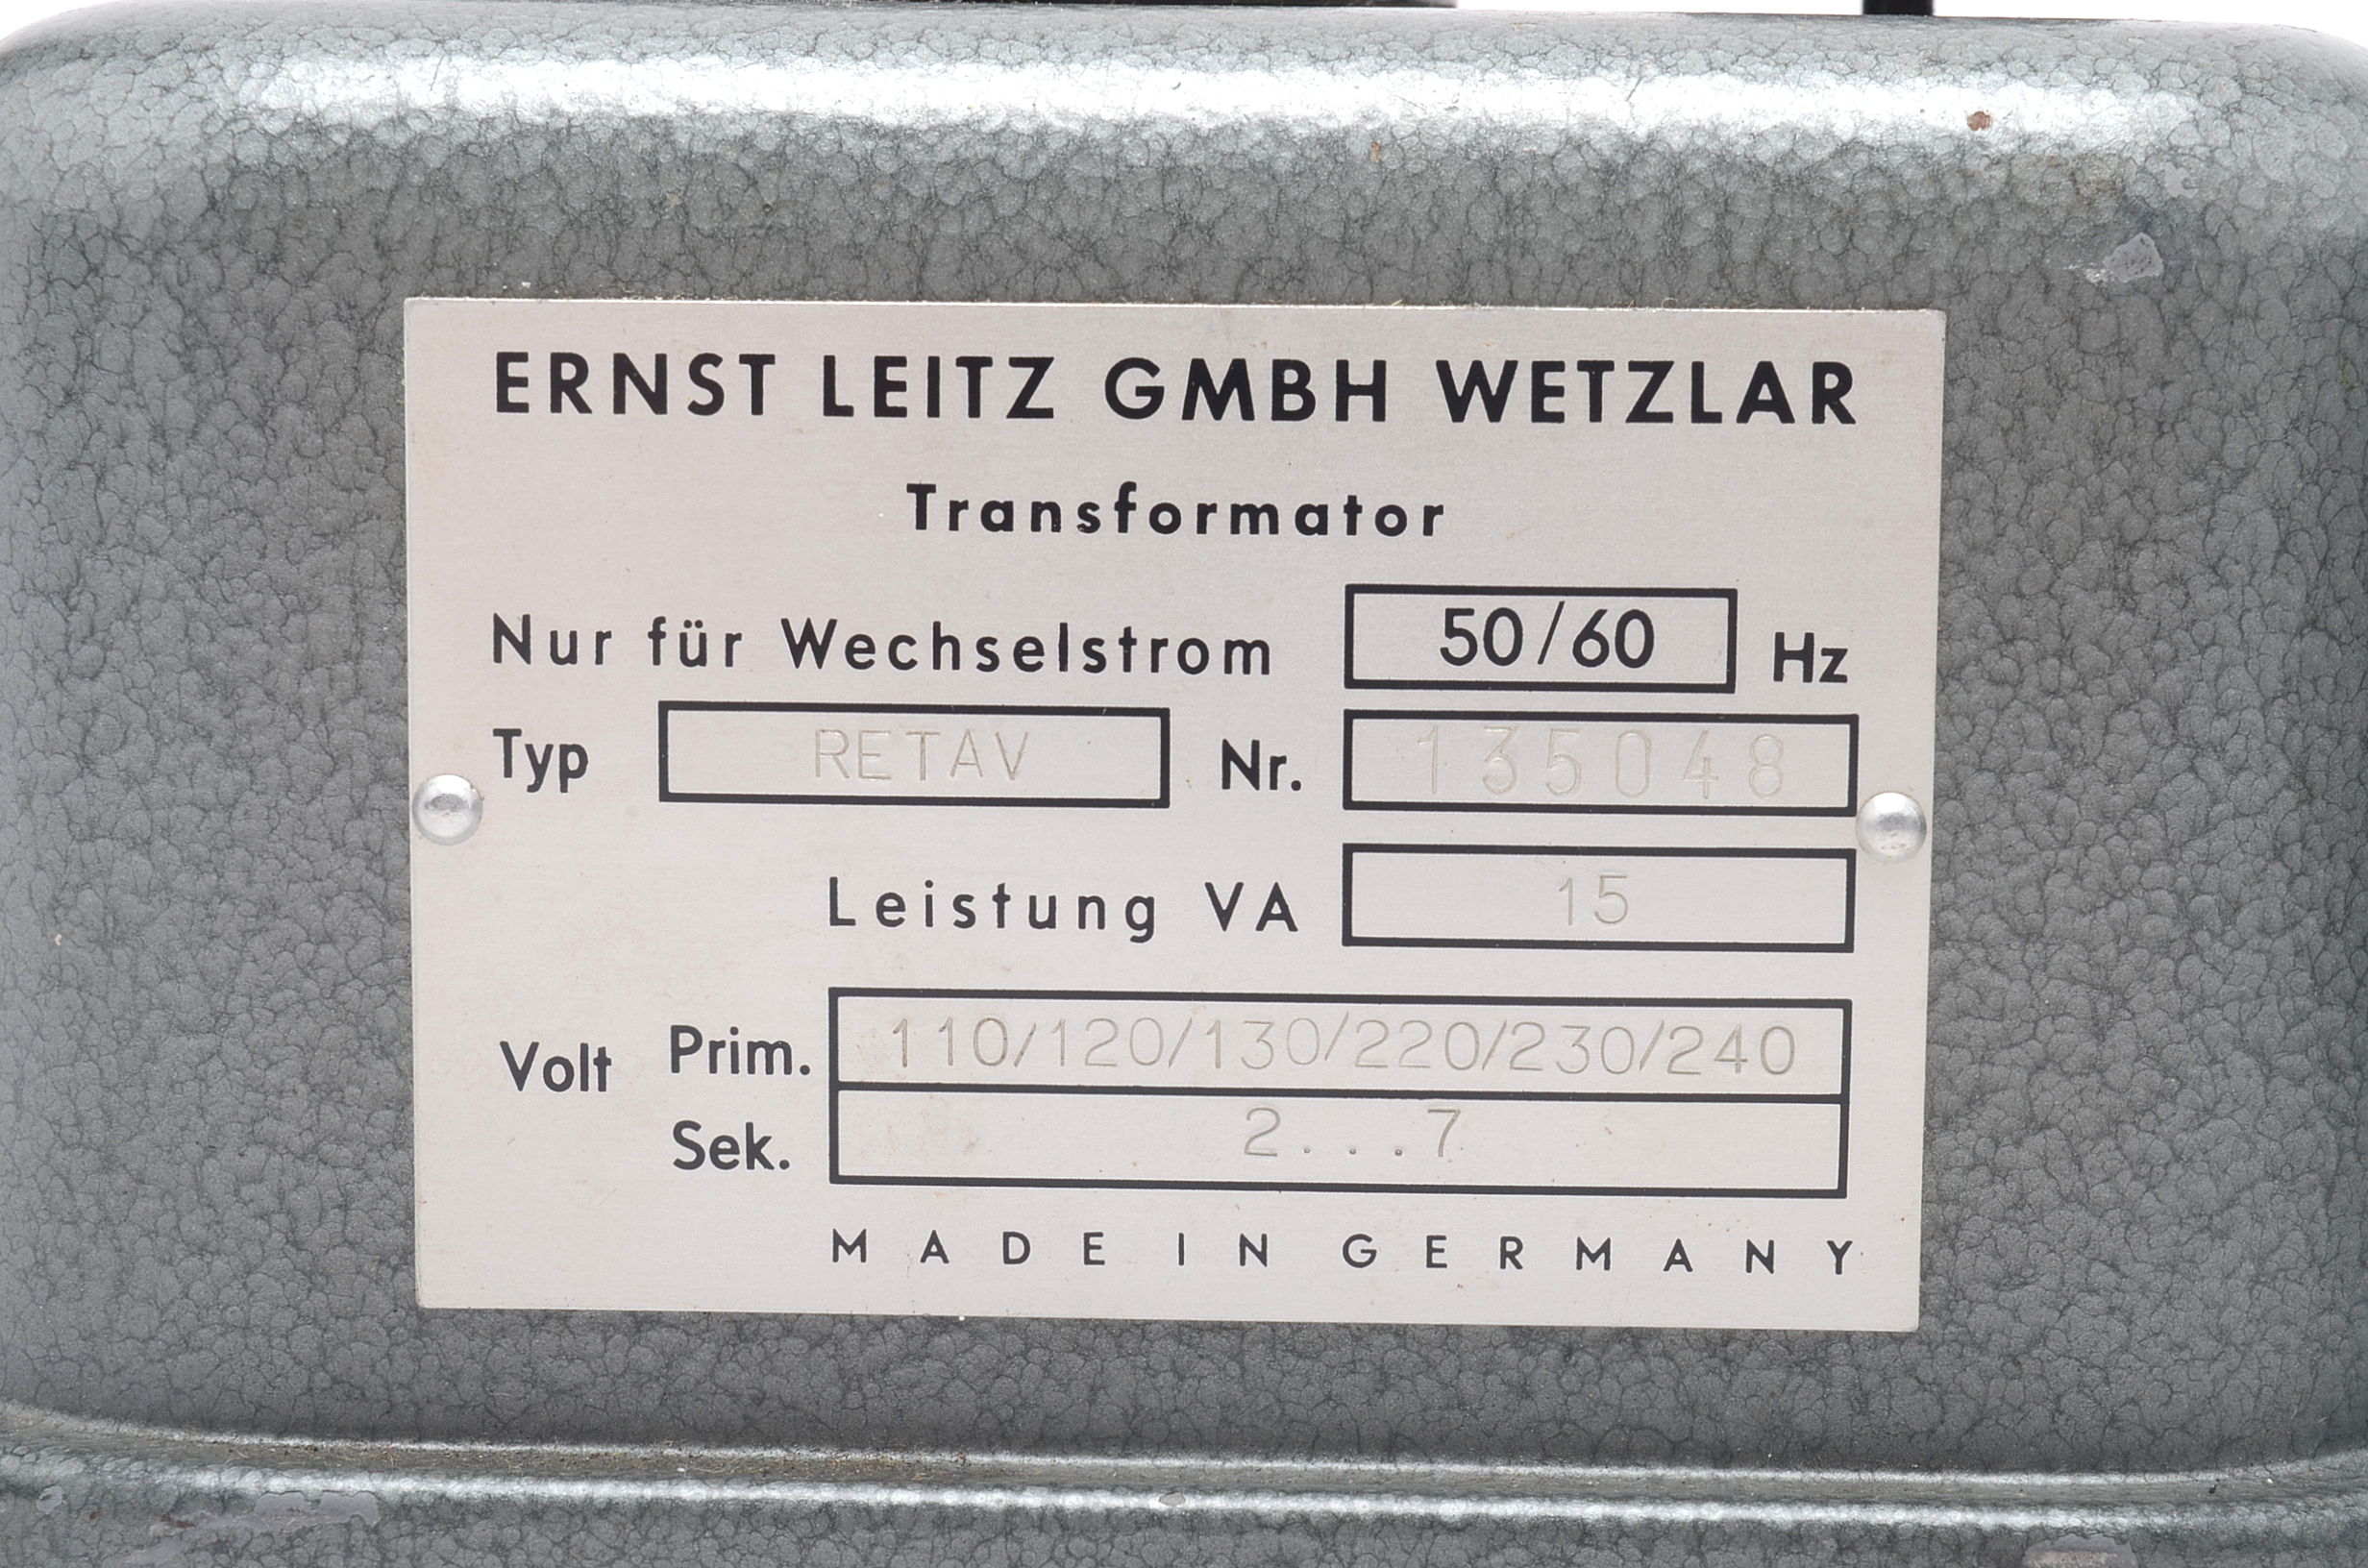 ERNST LEITZ GMBH WETZLAR
Transformator
Nur für Wechselstrom 50/60 Hz
Typ RETAV Nr. 135048
Leistung VA 15
Volt Prim. 110/120/130/220/230/240
Sek. 2...7
MADE IN GERMANY